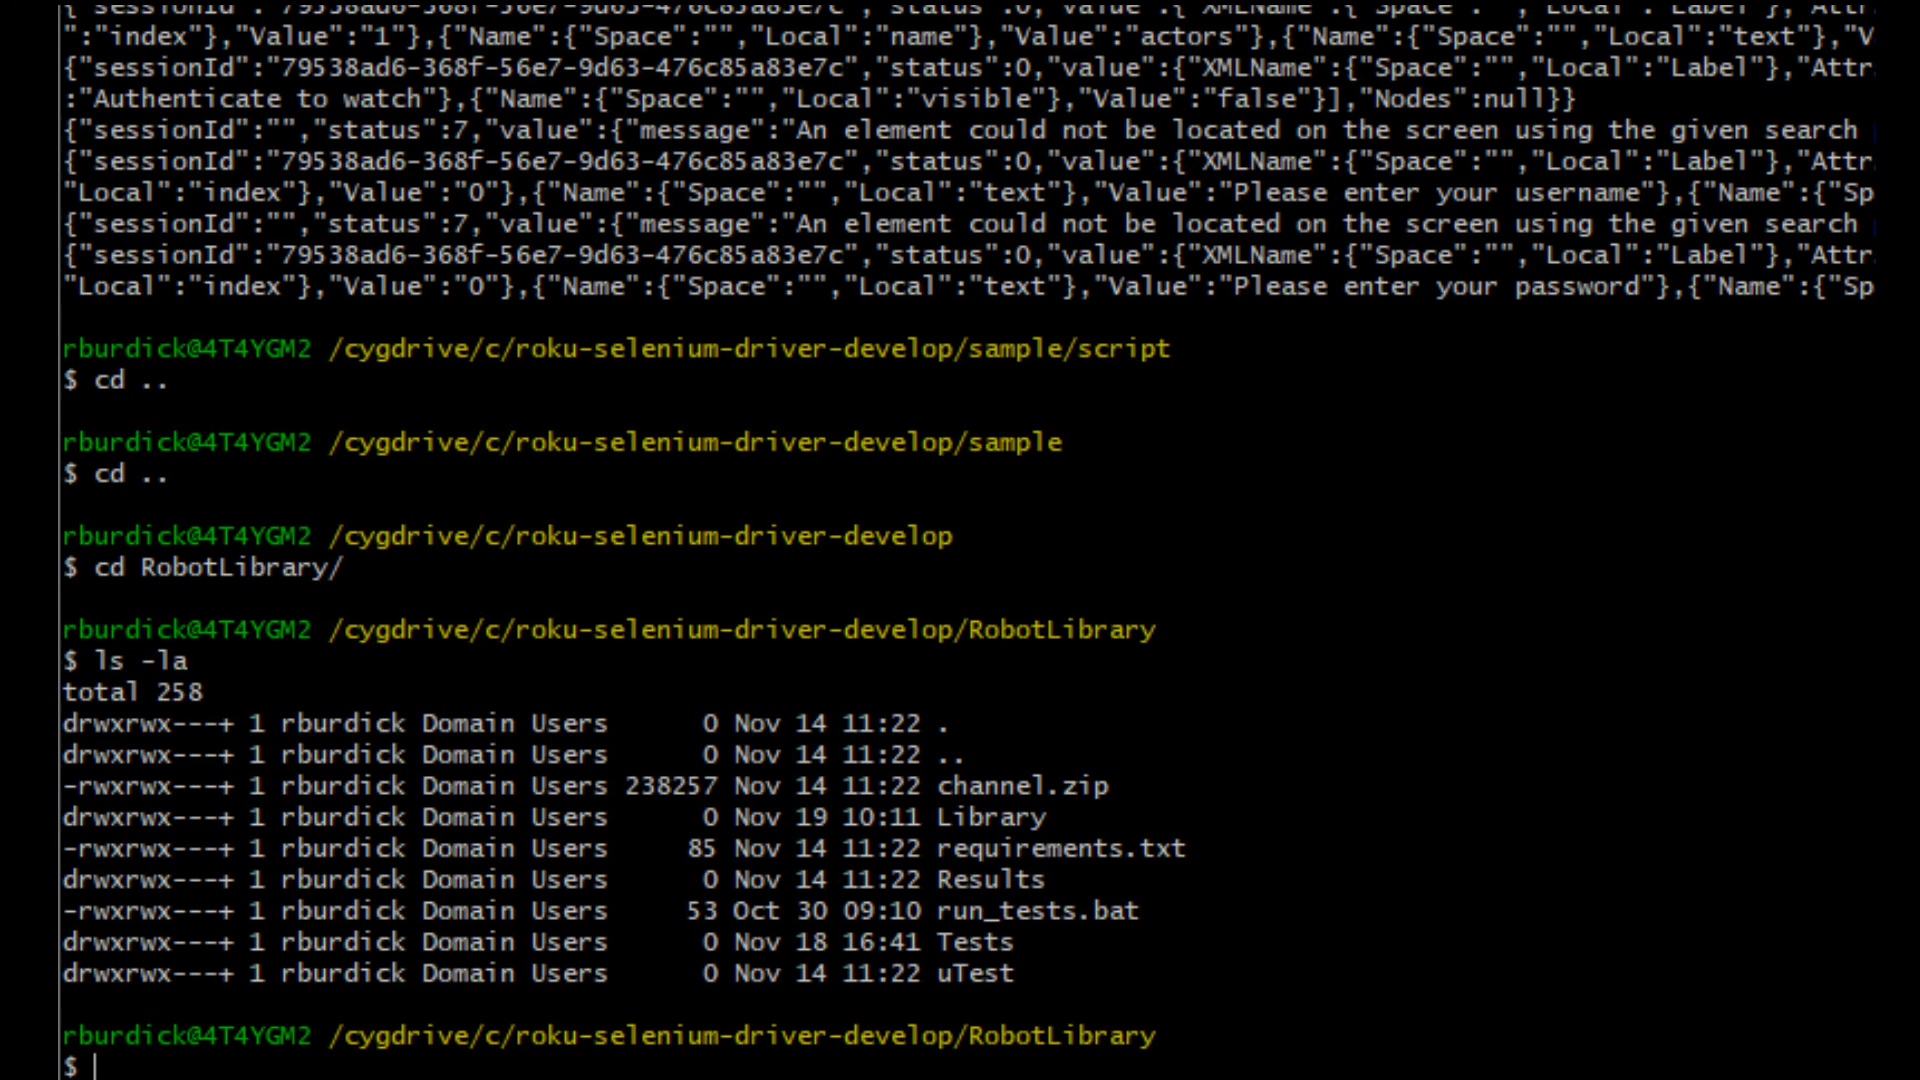 {"sessionId":"79538ad6-368f-56e7-9d63-476c85a83e7c","status":0,"value":{"XMLName":{"Space":"","Local":"Label"},"Attr
":"index"},"Value":"1"},{"Name":{"Space":"","Local":"name"},"Value":"actors"},{"Name":{"Space":"","Local":"text"},"V
{"sessionId":"79538ad6-368f-56e7-9d63-476c85a83e7c","status":0,"value":{"XMLName":{"Space":"","Local":"Label"},"Attr
:"Authenticate to watch"},{"Name":{"Space":"","Local":"visible"},"Value":"false"}],"Nodes":null}}
{"sessionId":"","status":7,"value":{"message":"An element could not be located on the screen using the given search
{"sessionId":"79538ad6-368f-56e7-9d63-476c85a83e7c","status":0,"value":{"XMLName":{"Space":"","Local":"Label"},"Attr
"Local":"index"},"Value":"0"},{"Name":{"Space":"","Local":"text"},"Value":"Please enter your username"},{"Name":{"Sp
{"sessionId":"","status":7,"value":{"message":"An element could not be located on the screen using the given search
{"sessionId":"79538ad6-368f-56e7-9d63-476c85a83e7c","status":0,"value":{"XMLName":{"Space":"","Local":"Label"},"Attr
"Local":"index"},"Value":"0"},{"Name":{"Space":"","Local":"text"},"Value":"Please enter your password"},{"Name":{"Sp
rburdick@4T4YGM2 /cygdrive/c/roku-selenium-driver-develop/sample/script
$ cd ..
rburdick@4T4YGM2 /cygdrive/c/roku-selenium-driver-develop/sample
$ cd ..
rburdick@4T4YGM2 /cygdrive/c/roku-selenium-driver-develop
$ cd RobotLibrary/
rburdick@4T4YGM2 /cygdrive/c/roku-selenium-driver-develop/RobotLibrary
$ ls -la
total 258
drwxrwx---+ 1 rburdick Domain Users      0 Nov 14 11:22 .
drwxrwx---+ 1 rburdick Domain Users      0 Nov 14 11:22 ..
-rwxrwx---+ 1 rburdick Domain Users 238257 Nov 14 11:22 channel.zip
drwxrwx---+ 1 rburdick Domain Users      0 Nov 19 10:11 Library
-rwxrwx---+ 1 rburdick Domain Users     85 Nov 14 11:22 requirements.txt
drwxrwx---+ 1 rburdick Domain Users      0 Nov 14 11:22 Results
-rwxrwx---+ 1 rburdick Domain Users     53 Oct 30 09:10 run_tests.bat
drwxrwx---+ 1 rburdick Domain Users      0 Nov 18 16:41 Tests
drwxrwx---+ 1 rburdick Domain Users      0 Nov 14 11:22 uTest
rburdick@4T4YGM2 /cygdrive/c/roku-selenium-driver-develop/RobotLibrary
$